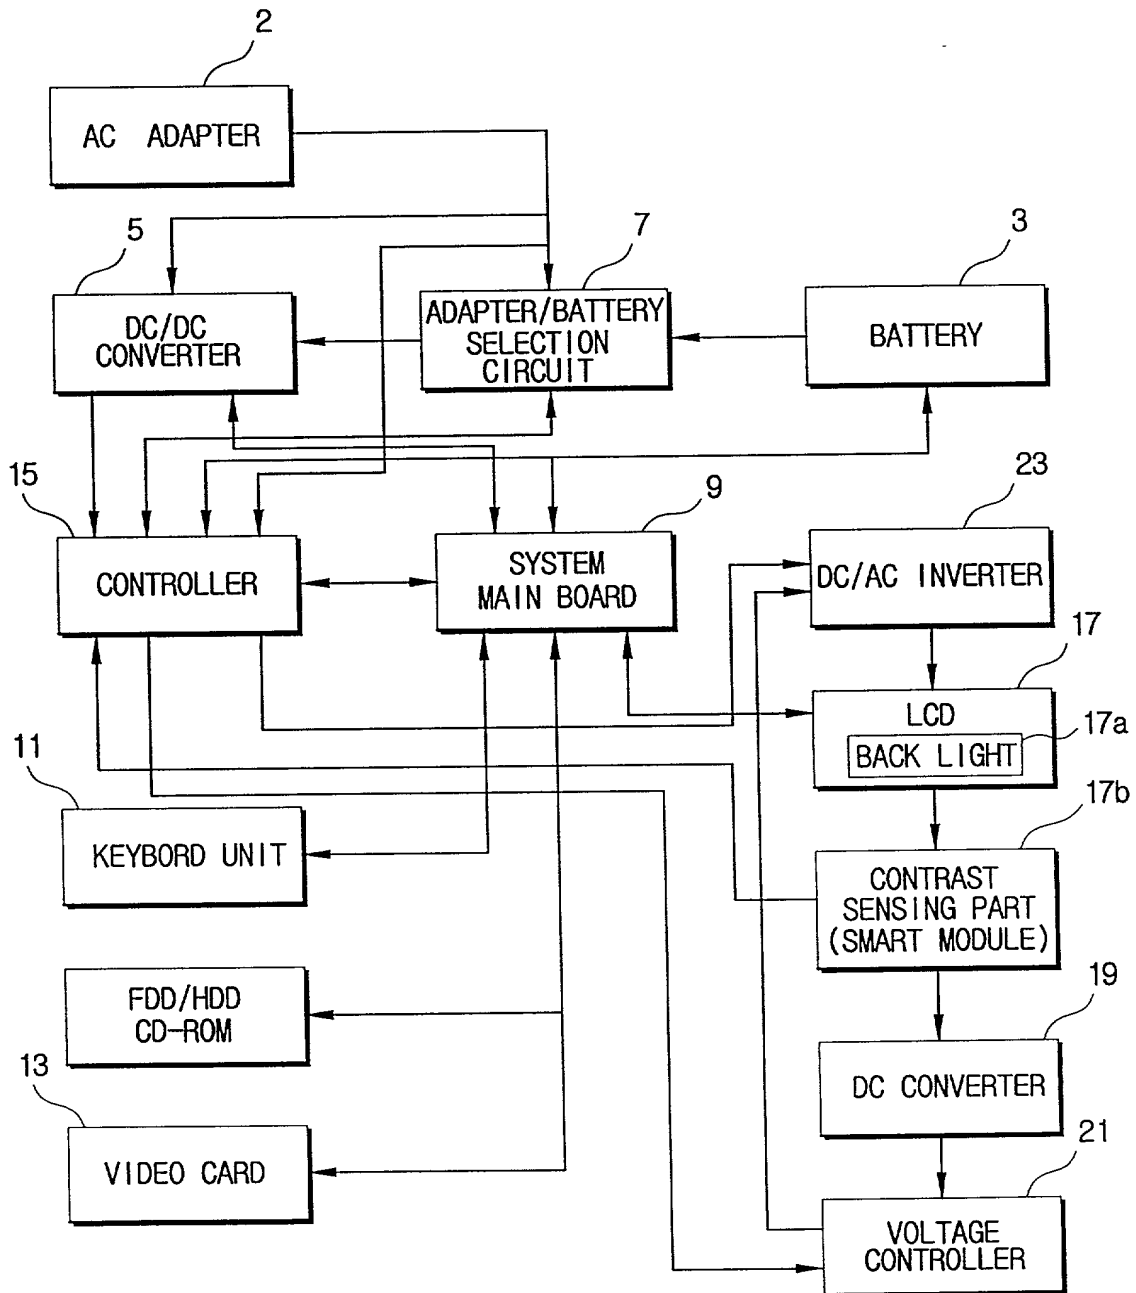 2
AC ADAPTER
5
7
3
DC/DC
CONVERTER
ADAPTER/BATTERY
SELECTION
CIRCUIT
BATTERY
15
9
23
CONTROLLER
SYSTEM
MAIN BOARD
DC/AC INVERTER
17
LCD
17a
BACK LIGHT
11
17b
KEYBORD UNIT
CONTRAST
SENSING PART
(SMART MODULE)
FDD/HDD
CD-ROM
19
DC CONVERTER
13
VIDEO CARD
21
VOLTAGE
CONTROLLER